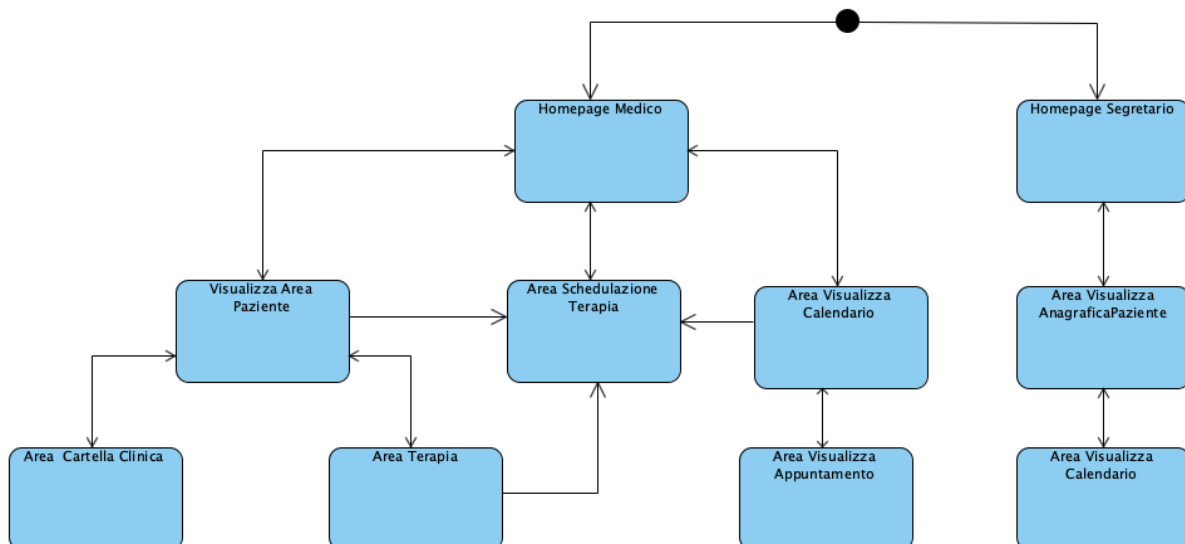 Homepage Medico
Homepage Segretario
Visualizza Area
Paziente
Area Schedulazione
Terapia
Area Visualizza
Calendario
Area Visualizza
AnagraficaPaziente
Area  Cartella Clinica
Area Terapia
Area Visualizza
Appuntamento
Area Visualizza
Calendario